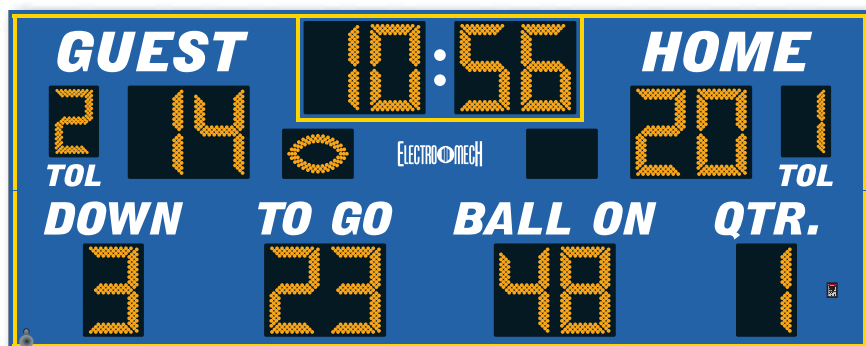 GUEST 10:56 HOME
2 14 20 1
TOL ELECTRO MECH TOL
DOWN TO GO BALL ON QTR.
3 23 48 1